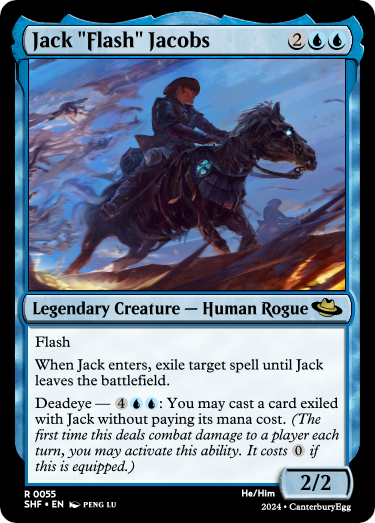 Jack "Flash" Jacobs 2
Legendary Creature — Human Rogue
Flash
When Jack enters, exile target spell until Jack
leaves the battlefield.
Deadeye — 4: You may cast a card exiled
with Jack without paying its mana cost. (The
first time this deals combat damage to a player each
turn, you may activate this ability. It costs 0 if
this is equipped.)
2/2
R 0055 He/Him
SHF • EN PENG LU 2024 • CanterburyEgg